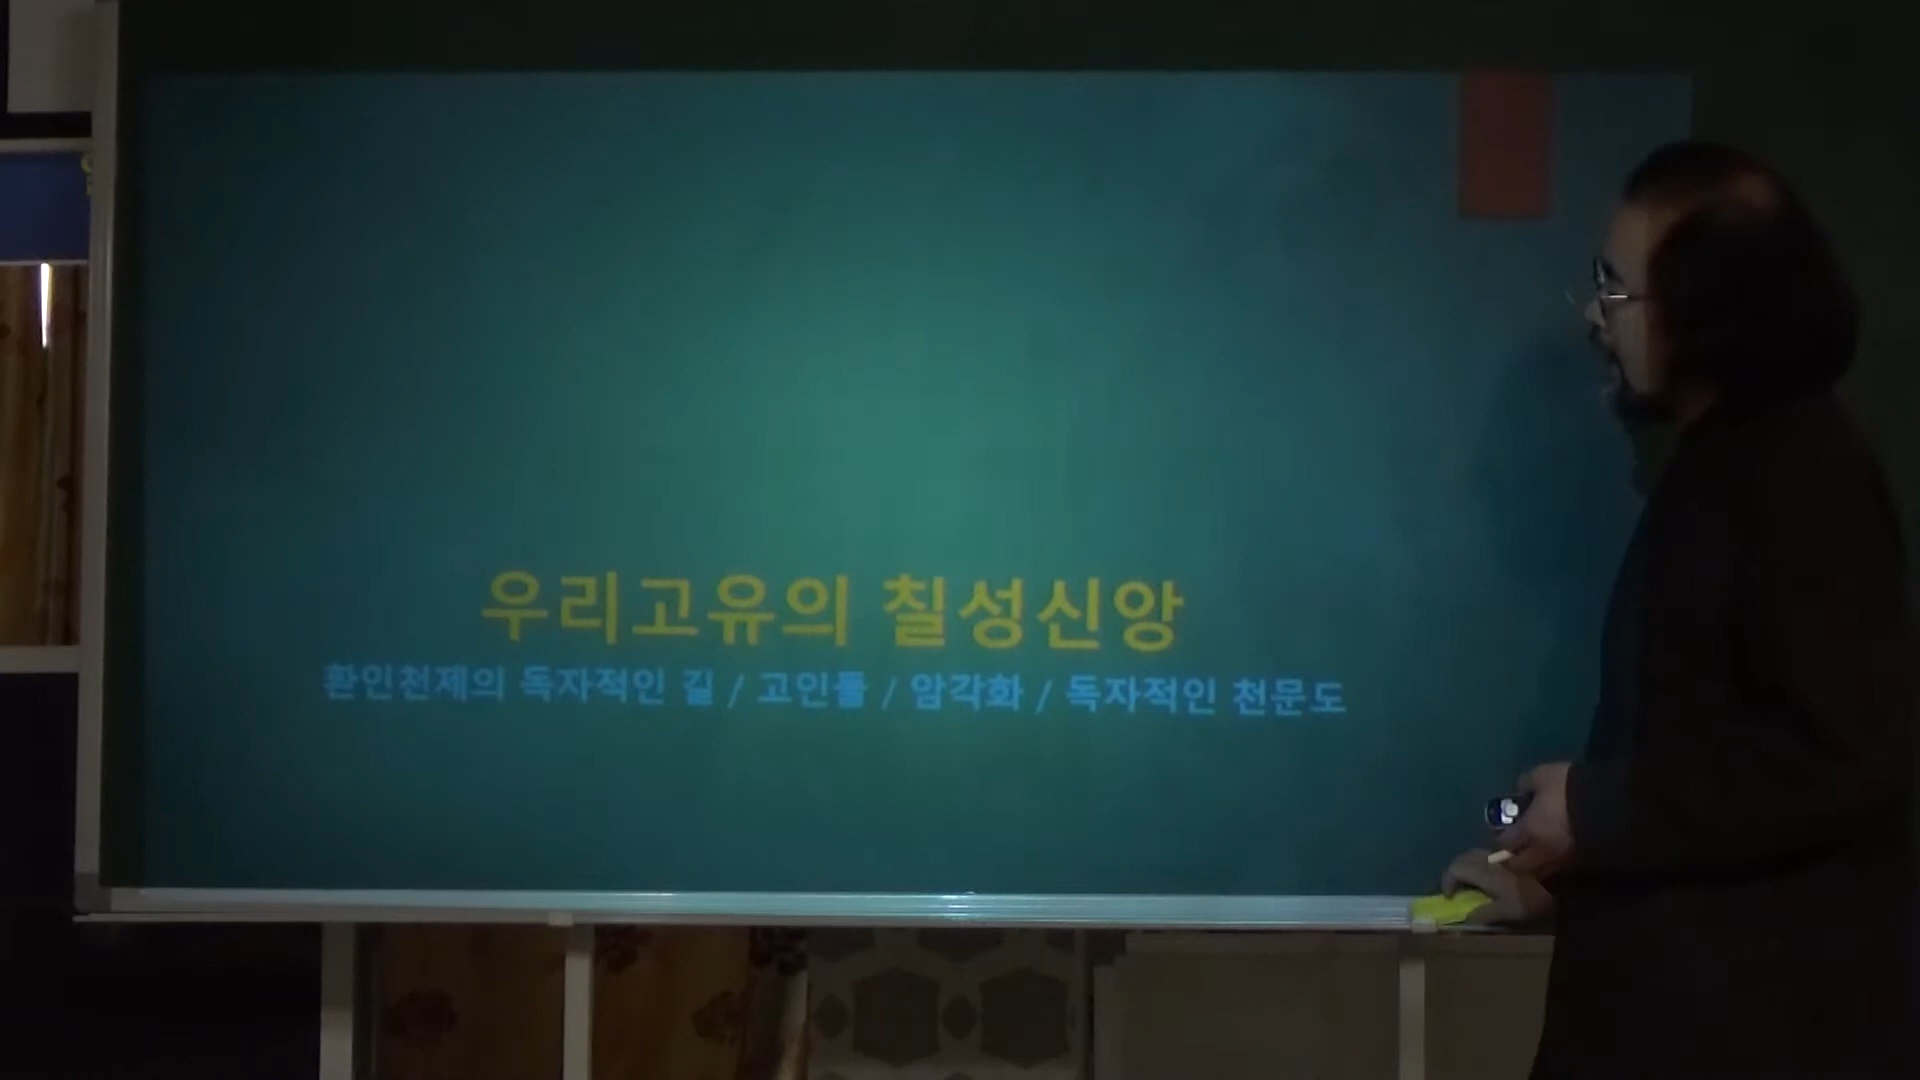 우리고유의 칠성신앙
환인천제의 독자적인 길 / 고인돌 / 암각화 / 독자적인 천문도